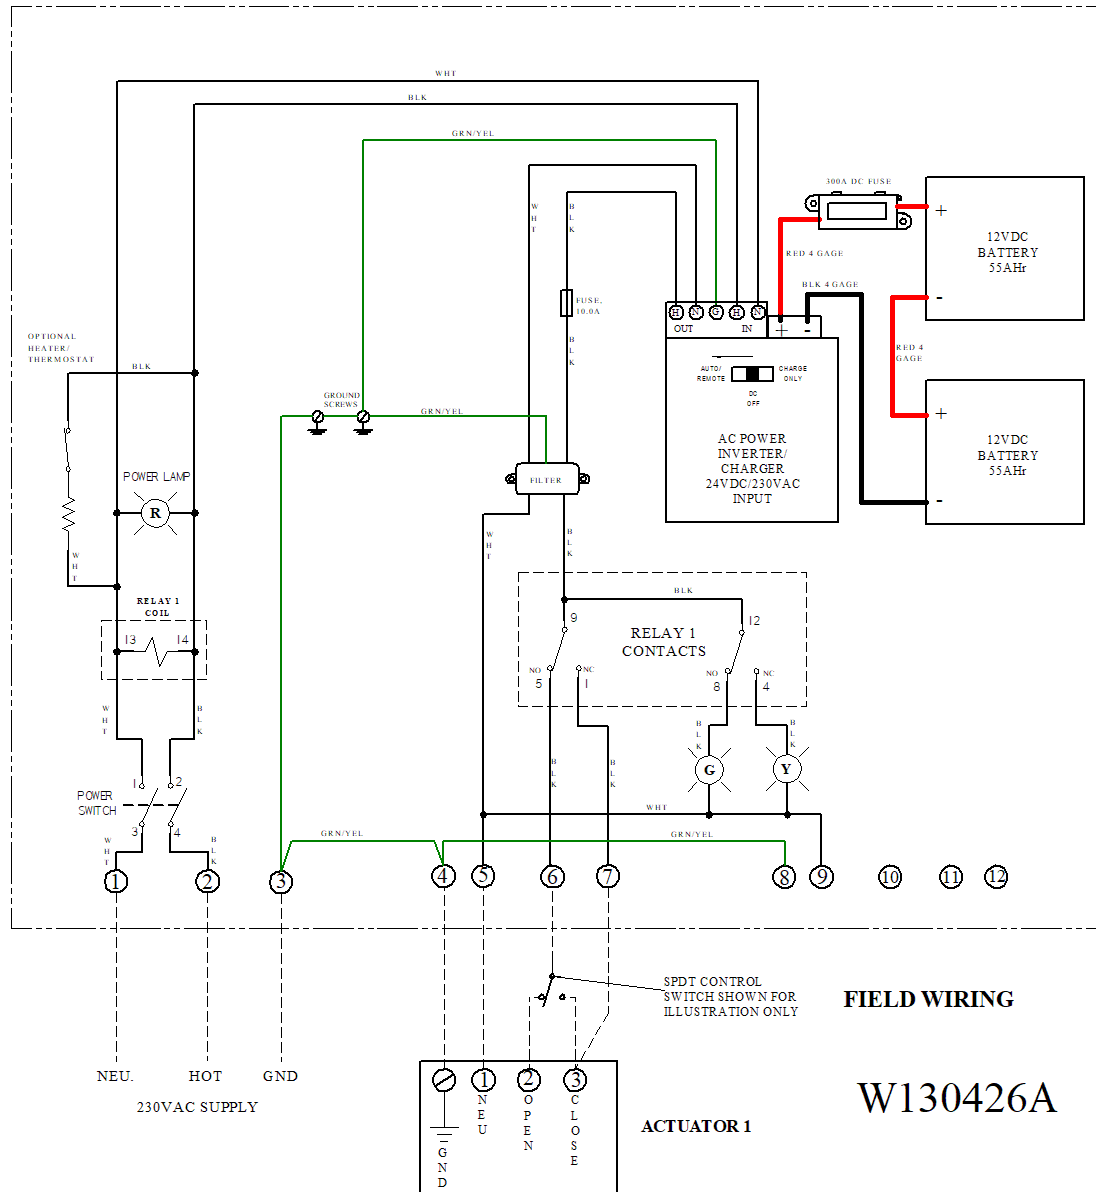 WHT
BLK
GRN/YEL
300A DC FUSE
W
H
T
B
L
K
+
12VDC
BATTERY
55AHr
-
RED 4 GAGE
BLK 4 GAGE
FUSE,
10.0A
H N G H N
OUT IN
+ -
OPTIONAL
HEATER/
THERMOSTAT
BLK
B
L
K
RED 4
GAGE
AUTO/
REMOTE
CHARGE
ONLY
DC
OFF
GROUND
SCREWS
GRN/YEL
+
12VDC
BATTERY
55AHr
-
AC POWER
INVERTER/
CHARGER
24VDC/230VAC
INPUT
POWER LAMP
R
FILTER
W
H
T
W
H
T
B
L
K
RELAY 1
COIL
13 14
BLK
9
12
RELAY 1
CONTACTS
NO
5
NC
1
NO
8
NC
4
W
H
T
B
L
K
B
L
K
B
L
K
G
Y
B
L
K
B
L
K
1 2
POWER
SWITCH
3 4
W
H
T
B
L
K
WHT
GRN/YEL
GRN/YEL
1 2 3 4 5 6 7 8 9 10 11 12
SPDT CONTROL
SWITCH SHOWN FOR
ILLUSTRATION ONLY
FIELD WIRING
NEU. HOT GND
230VAC SUPPLY
1 2 3
G
N
D
N
E
U
O
P
E
N
C
L
O
S
E
ACTUATOR 1
W130426A